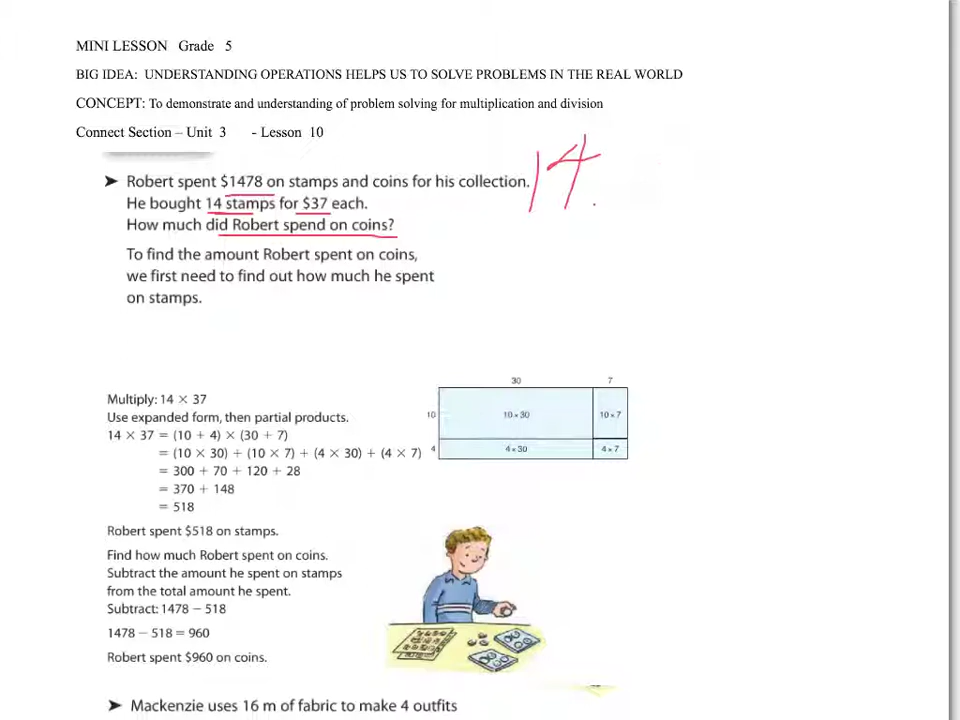 MINI LESSON Grade 5
BIG IDEA: UNDERSTANDING OPERATIONS HELPS US TO SOLVE PROBLEMS IN THE REAL WORLD
CONCEPT: To demonstrate and understanding of problem solving for multiplication and division
Connect Section – Unit 3 - Lesson 10
➤ Robert spent $1478 on stamps and coins for his collection.
He bought 14 stamps for $37 each.
How much did Robert spend on coins?
14
To find the amount Robert spent on coins,
we first need to find out how much he spent
on stamps.
Multiply: 14 × 37
Use expanded form, then partial products.
14 × 37 = (10 + 4) × (30 + 7)
= (10 × 30) + (10 × 7) + (4 × 30) + (4 × 7)
= 300 + 70 + 120 + 28
= 370 + 148
= 518
30 7
10 10 × 30 10 × 7
4 4 × 30 4 × 7
Robert spent $518 on stamps.
Find how much Robert spent on coins.
Subtract the amount he spent on stamps
from the total amount he spent.
Subtract: 1478 – 518
1478 – 518 = 960
Robert spent $960 on coins.
➤ Mackenzie uses 16 m of fabric to make 4 outfits